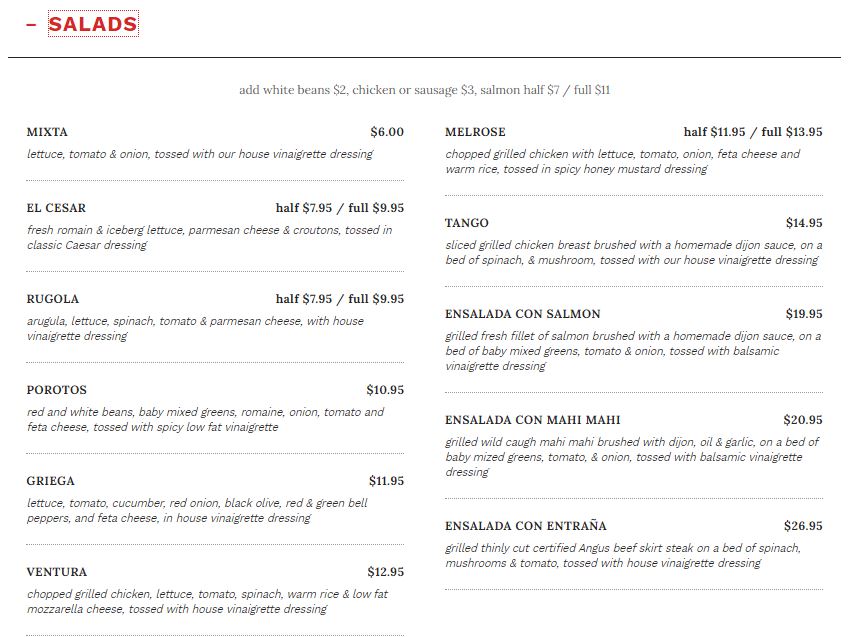 – SALADS
add white beans $2, chicken or sausage $3, salmon half $7 / full $11
MIXTA $6.00
lettuce, tomato & onion, tossed with our house vinaigrette dressing
EL CESAR half $7.95 / full $9.95
fresh romain & iceberg lettuce, parmesan cheese & croutons, tossed in
classic Caesar dressing
RUGOLA half $7.95 / full $9.95
arugula, lettuce, spinach, tomato & parmesan cheese, with house
vinaigrette dressing
POROTOS $10.95
red and white beans, baby mixed greens, romaine, onion, tomato and
feta cheese, tossed with spicy low fat vinaigrette
GRIEGA $11.95
lettuce, tomato, cucumber, red onion, black olive, red & green bell
peppers, and feta cheese, in house vinaigrette dressing
VENTURA $12.95
chopped grilled chicken, lettuce, tomato, spinach, warm rice & low fat
mozzarella cheese, tossed with house vinaigrette dressing
MELROSE half $11.95 / full $13.95
chopped grilled chicken with lettuce, tomato, onion, feta cheese and
warm rice, tossed in spicy honey mustard dressing
TANGO $14.95
sliced grilled chicken breast brushed with a homemade dijon sauce, on a
bed of spinach, & mushroom, tossed with our house vinaigrette dressing
ENSALADA CON SALMON $19.95
grilled fresh fillet of salmon brushed with a homemade dijon sauce, on a
bed of baby mixed greens, tomato & onion, tossed with balsamic
vinaigrette dressing
ENSALADA CON MAHI MAHI $20.95
grilled wild caugh mahi mahi brushed with dijon, oil & garlic, on a bed of
baby mized greens, tomato, & onion, tossed with balsamic vinaigrette
dressing
ENSALADA CON ENTRAÑA $26.95
grilled thinly cut certified Angus beef skirt steak on a bed of spinach,
mushrooms & tomato, tossed with house vinaigrette dressing